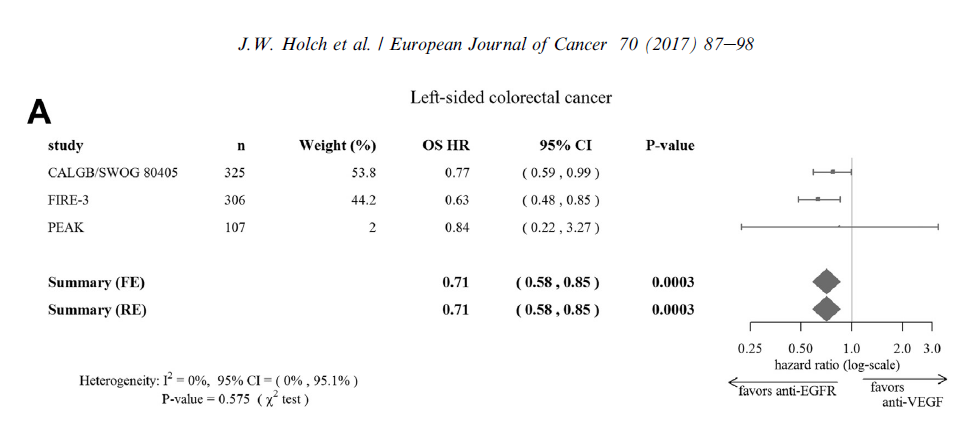 J.W. Holch et al. / European Journal of Cancer 70 (2017) 87–98
A
Left-sided colorectal cancer
study n Weight (%) OS HR 95% CI P-value
CALGB/SWOG 80405 325 53.8 0.77 ( 0.59 , 0.99 )
FIRE-3 306 44.2 0.63 ( 0.48 , 0.85 )
PEAK 107 2 0.84 ( 0.22 , 3.27 )
Summary (FE) 0.71 ( 0.58 , 0.85 ) 0.0003
Summary (RE) 0.71 ( 0.58 , 0.85 ) 0.0003
0.25 0.50 1.0 2.0 3.0
hazard ratio (log-scale)
favors anti-EGFR
favors
anti-VEGF
Heterogeneity: I² = 0%, 95% CI = ( 0% , 95.1% )
P-value = 0.575 ( χ² test )